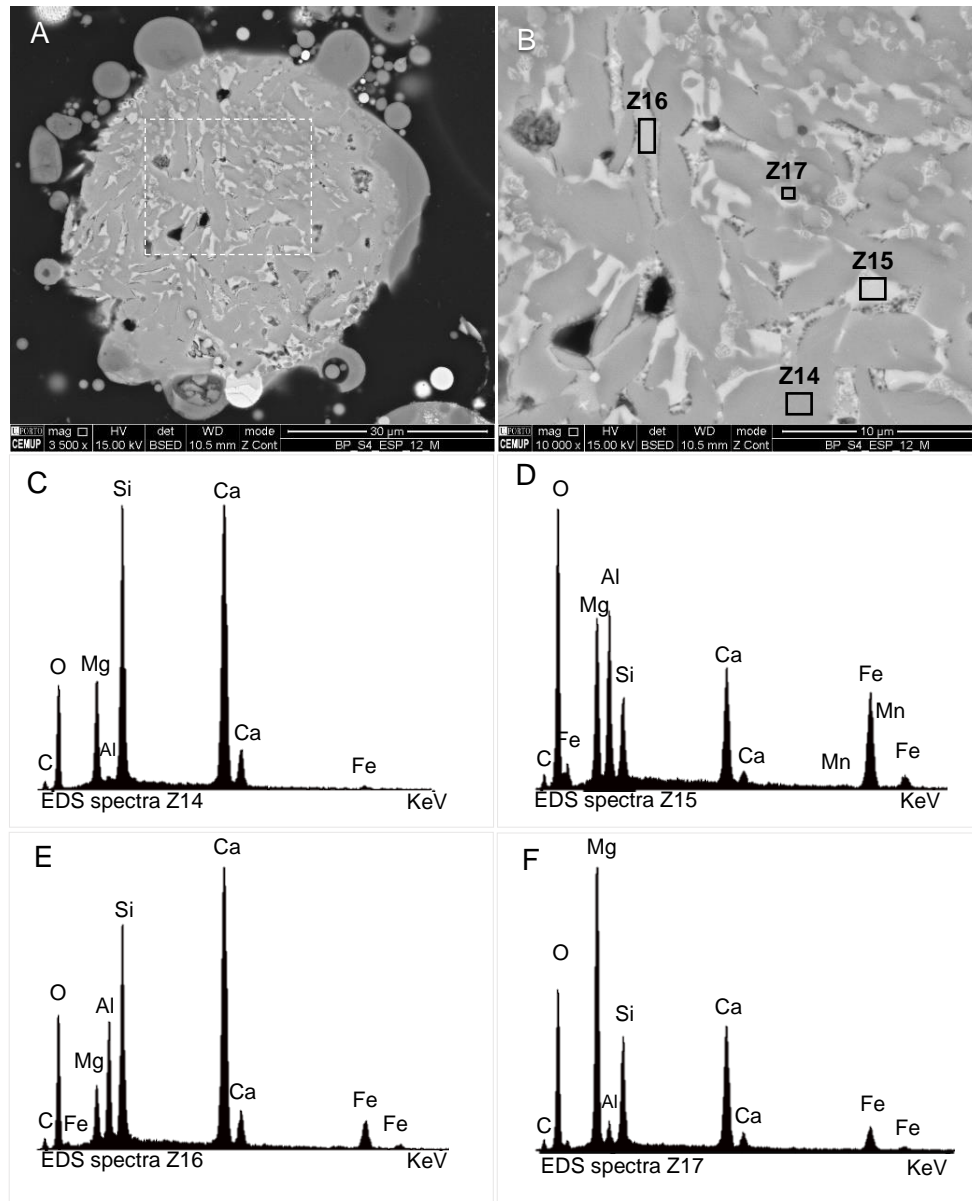 A
B
Z16
Z17
Z15
Z14
U.PORTO CEMUP mag □ 3 500 x HV 15.00 kV det BSED WD 10.5 mm mode Z Cont 30 µm BP_S4_ESP_12_M
U.PORTO CEMUP mag □ 10 000 x HV 15.00 kV det BSED WD 10.5 mm mode Z Cont 10 µm BP_S4_ESP_12_M
C
Si
Ca
O
Mg
C
Al
Ca
Fe
EDS spectra Z14
KeV
D
O
Al
Mg
Si
Ca
Fe
Mn
C
Fe
Ca
Mn
Fe
EDS spectra Z15
KeV
E
Ca
Si
O
Al
Mg
C
Fe
Ca
Fe
Fe
EDS spectra Z16
KeV
F
Mg
O
Si
Ca
C
Al
Ca
Fe
Fe
EDS spectra Z17
KeV